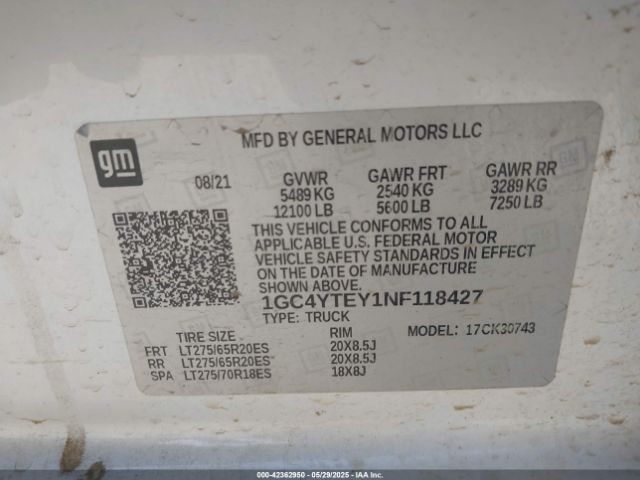 gm
MFD BY GENERAL MOTORS LLC
08/21
GVWR GAWR FRT GAWR RR
5489 KG 2540 KG 3289 KG
12100 LB 5600 LB 7250 LB
THIS VEHICLE CONFORMS TO ALL
APPLICABLE U.S. FEDERAL MOTOR
VEHICLE SAFETY STANDARDS IN EFFECT
ON THE DATE OF MANUFACTURE
SHOWN ABOVE.
1GC4YTEY1NF118427
TYPE: TRUCK
TIRE SIZE RIM MODEL: 17CK30743
FRT LT275/65R20ES 20X8.5J
RR LT275/65R20ES 20X8.5J
SPA LT275/70R18ES 18X8J
000-42362950 - 05/29/2025 - IAAI.COM